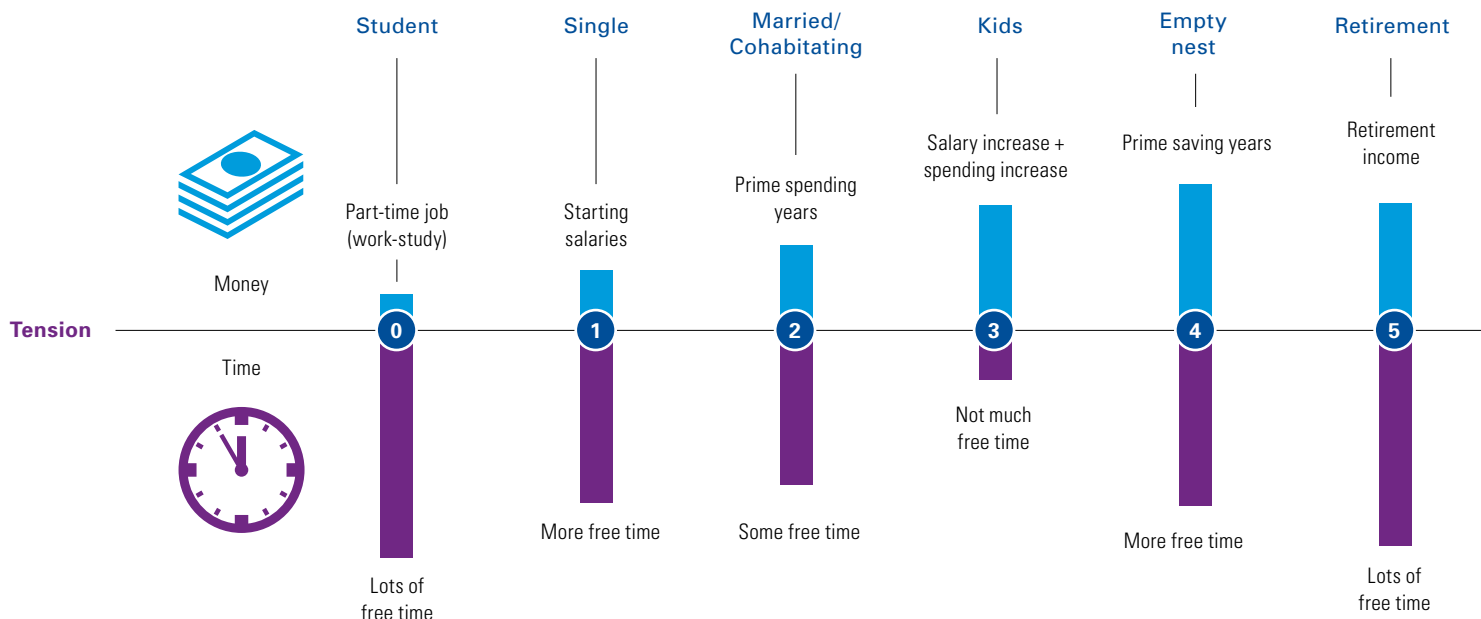 Student
Single
Married/
Cohabitating
Kids
Empty
nest
Retirement
Part-time job
(work-study)
Starting
salaries
Prime spending
years
Salary increase +
spending increase
Prime saving years
Retirement
income
Money
Tension
0
1
2
3
4
5
Time
Lots of
free time
More free time
Some free time
Not much
free time
More free time
Lots of
free time